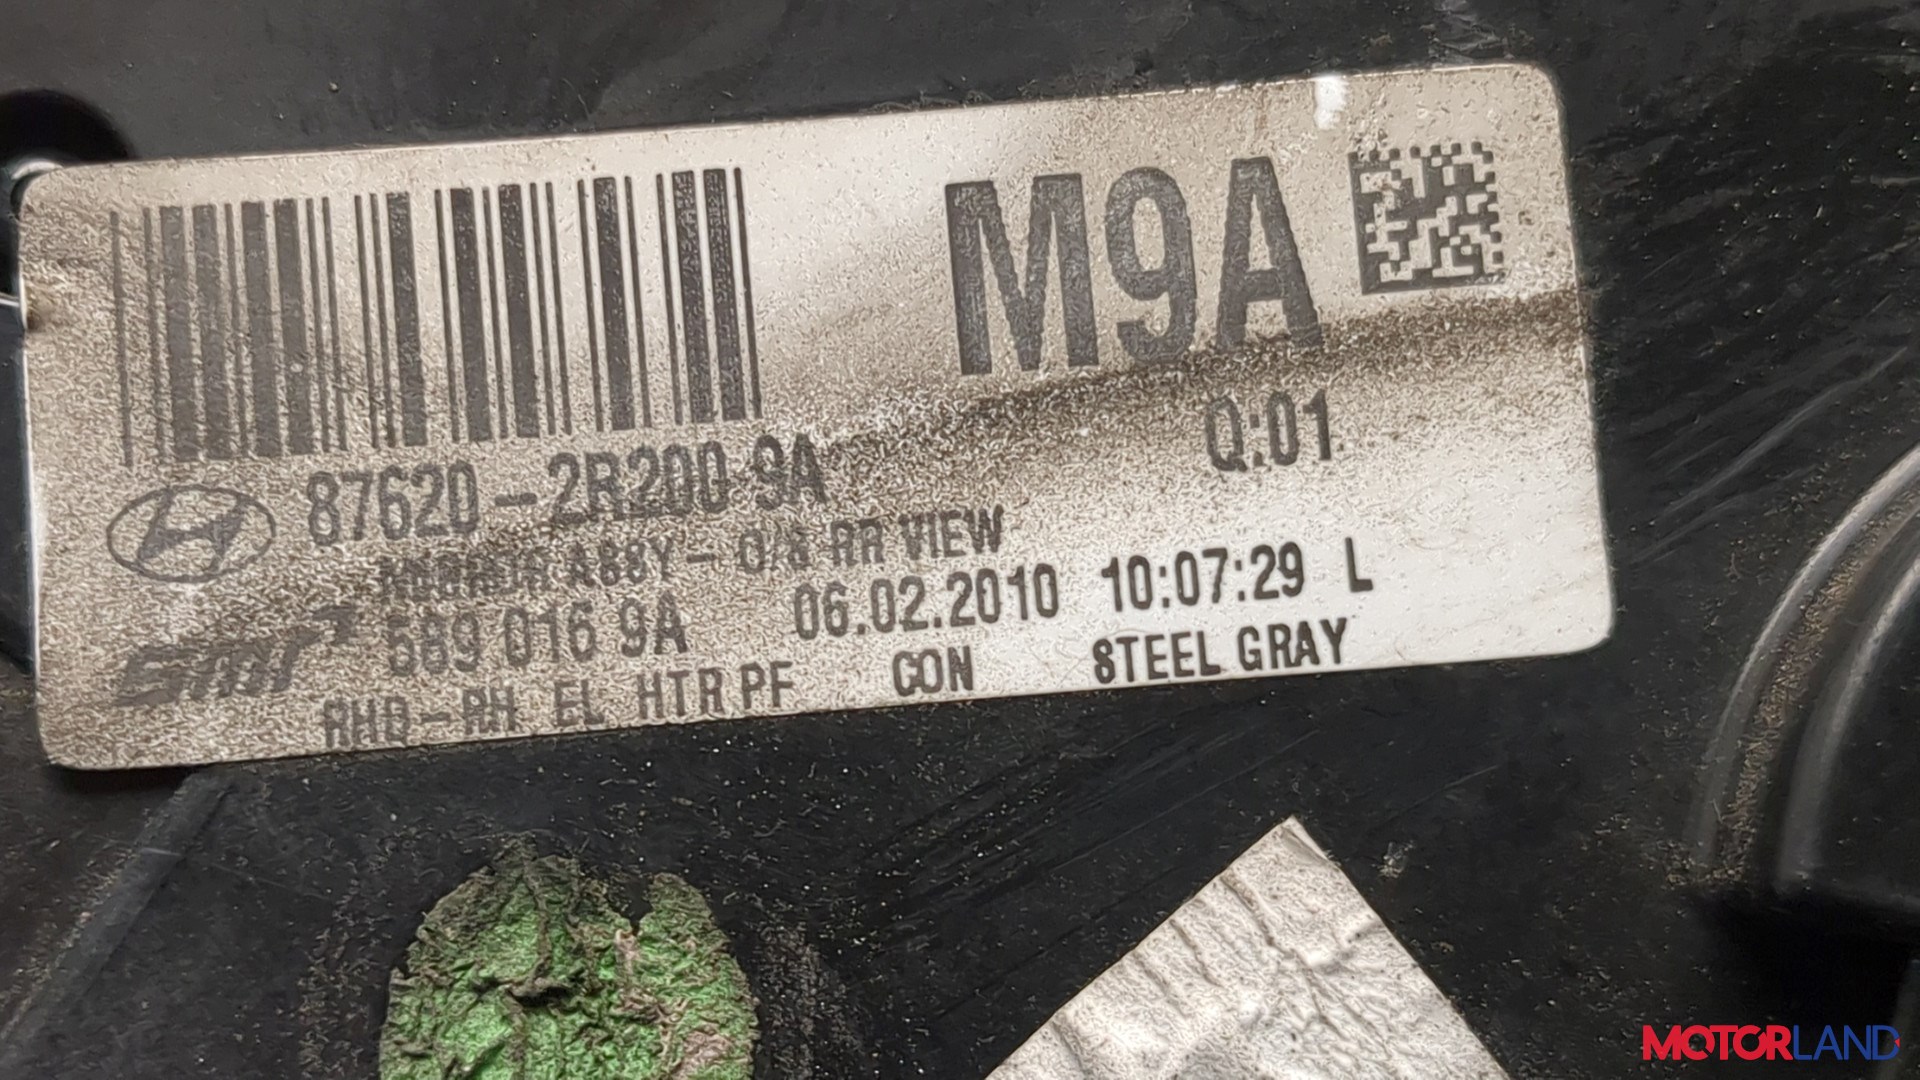 M9A
Q:01
87620-2R200 9A
ASSY- O/S RR VIEW
589 016 9A 06.02.2010 10:07:29 L
RHD-RH EL HTR PF CON STEEL GRAY
MOTORLAND